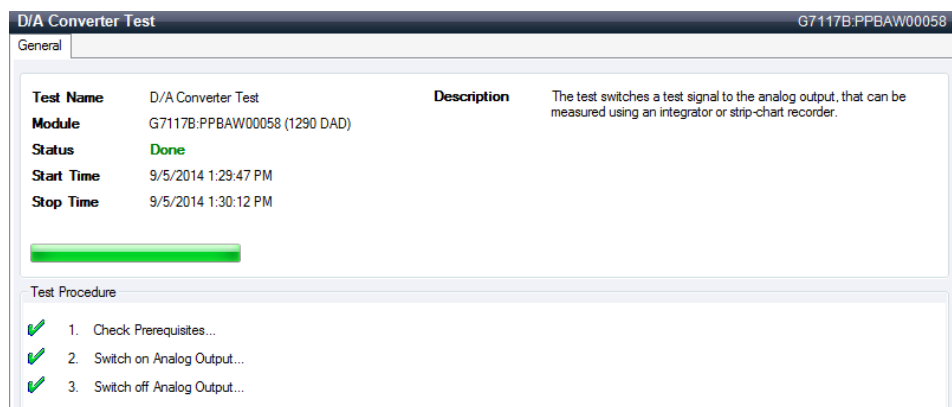 D/A Converter Test G7117B:PPBAW00058
General
Test Name D/A Converter Test
Module G7117B:PPBAW00058 (1290 DAD)
Status Done
Start Time 9/5/2014 1:29:47 PM
Stop Time 9/5/2014 1:30:12 PM
Description The test switches a test signal to the analog output, that can be
measured using an integrator or strip-chart recorder.
Test Procedure
1. Check Prerequisites...
2. Switch on Analog Output...
3. Switch off Analog Output...